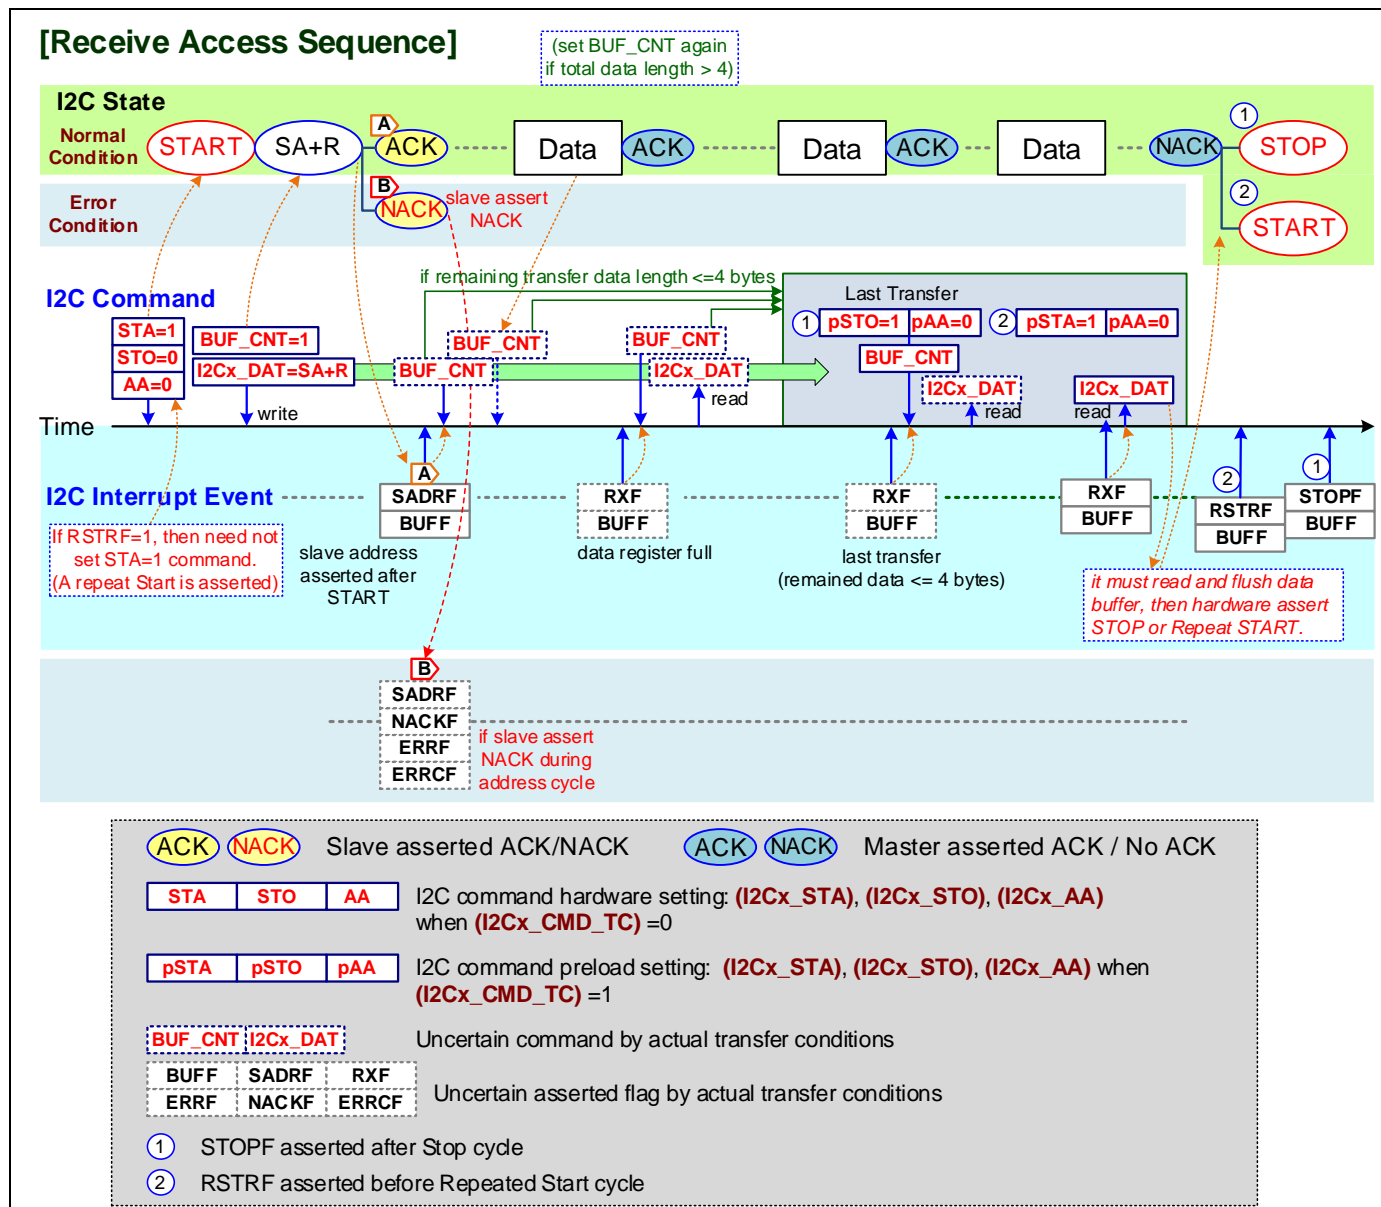 [Receive Access Sequence]
(set BUF_CNT again
if total data length > 4)
I2C State
Normal
Condition
START
SA+R
A
ACK
Data
ACK
Data
ACK
Data
NACK
1
STOP
Error
Condition
B
NACK
slave assert
NACK
2
START
if remaining transfer data length <=4 bytes
I2C Command
Last Transfer
STA=1
STO=0
AA=0
BUF_CNT=1
I2Cx_DAT=SA+R
BUF_CNT
BUF_CNT
BUF_CNT
I2Cx_DAT
1
pSTO=1
pAA=0
2
pSTA=1
pAA=0
BUF_CNT
I2Cx_DAT
I2Cx_DAT
write
read
read
read
Time
I2C Interrupt Event
A
SADRF
BUFF
RXF
BUFF
RXF
BUFF
RXF
BUFF
2
RSTRF
BUFF
1
STOPF
BUFF
If RSTRF=1, then need not
set STA=1 command.
(A repeat Start is asserted)
slave address
asserted after
START
data register full
last transfer
(remained data <= 4 bytes)
it must read and flush data
buffer, then hardware assert
STOP or Repeat START.
B
SADRF
NACKF
ERRF
ERRCF
if slave assert
NACK during
address cycle
ACK NACK Slave asserted ACK/NACK ACK NACK Master asserted ACK / No ACK
STA STO AA I2C command hardware setting: (I2Cx_STA), (I2Cx_STO), (I2Cx_AA)
when (I2Cx_CMD_TC) =0
pSTA pSTO pAA I2C command preload setting: (I2Cx_STA), (I2Cx_STO), (I2Cx_AA) when
(I2Cx_CMD_TC) =1
BUF_CNT I2Cx_DAT Uncertain command by actual transfer conditions
BUFF SADRF RXF
ERRF NACKF ERRCF
Uncertain asserted flag by actual transfer conditions
1 STOPF asserted after Stop cycle
2 RSTRF asserted before Repeated Start cycle